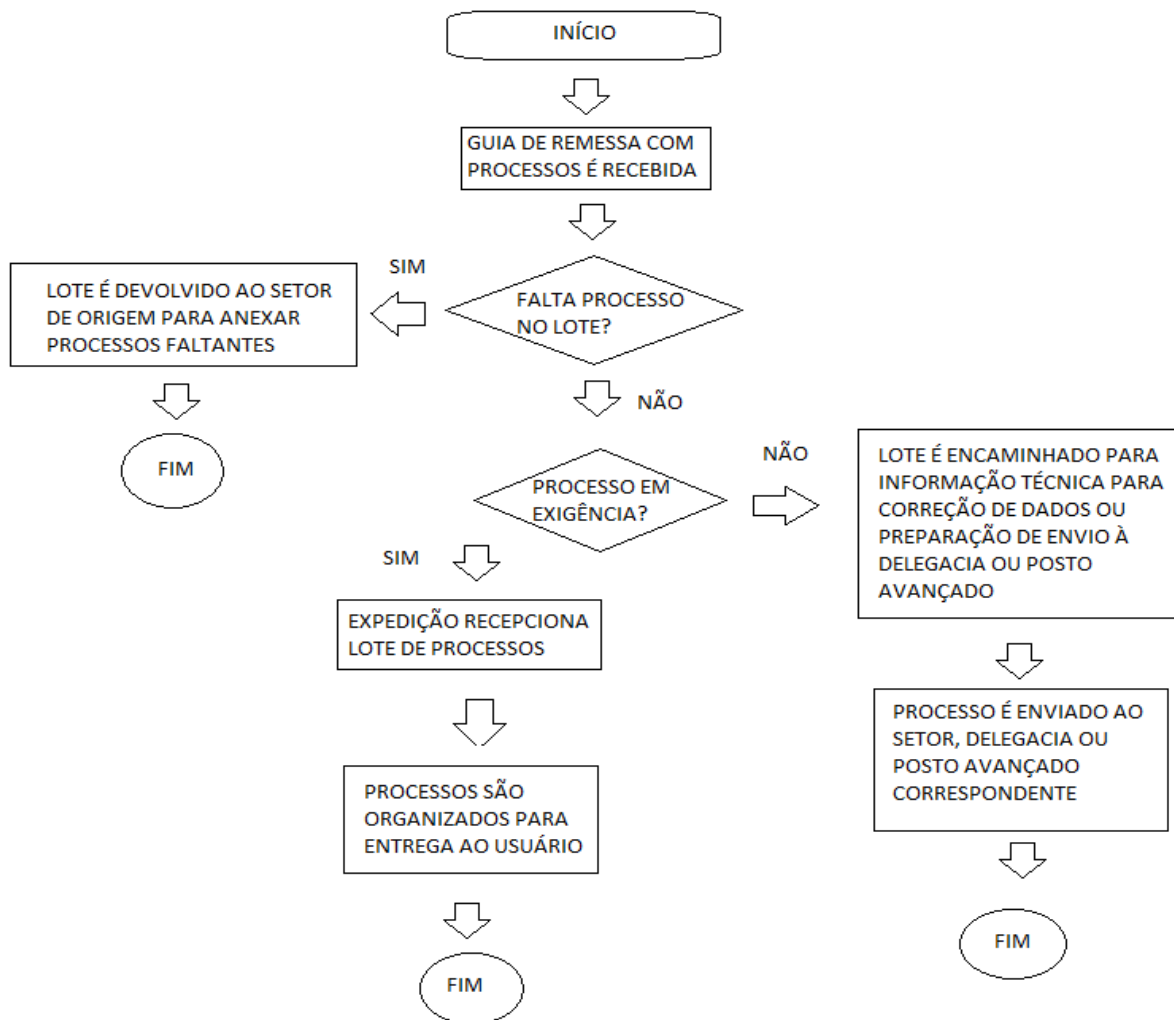 INÍCIO
GUIA DE REMESSA COM
PROCESSOS É RECEBIDA
SIM
FALTA PROCESSO
NO LOTE?
LOTE É DEVOLVIDO AO SETOR
DE ORIGEM PARA ANEXAR
PROCESSOS FALTANTES
FIM
NÃO
PROCESSO EM
EXIGÊNCIA?
NÃO
LOTE É ENCAMINHADO PARA
INFORMAÇÃO TÉCNICA PARA
CORREÇÃO DE DADOS OU
PREPARAÇÃO DE ENVIO À
DELEGACIA OU POSTO
AVANÇADO
SIM
EXPEDIÇÃO RECEPCIONA
LOTE DE PROCESSOS
PROCESSO É ENVIADO AO
SETOR, DELEGACIA OU
POSTO AVANÇADO
CORRESPONDENTE
PROCESSOS SÃO
ORGANIZADOS PARA
ENTREGA AO USUÁRIO
FIM
FIM